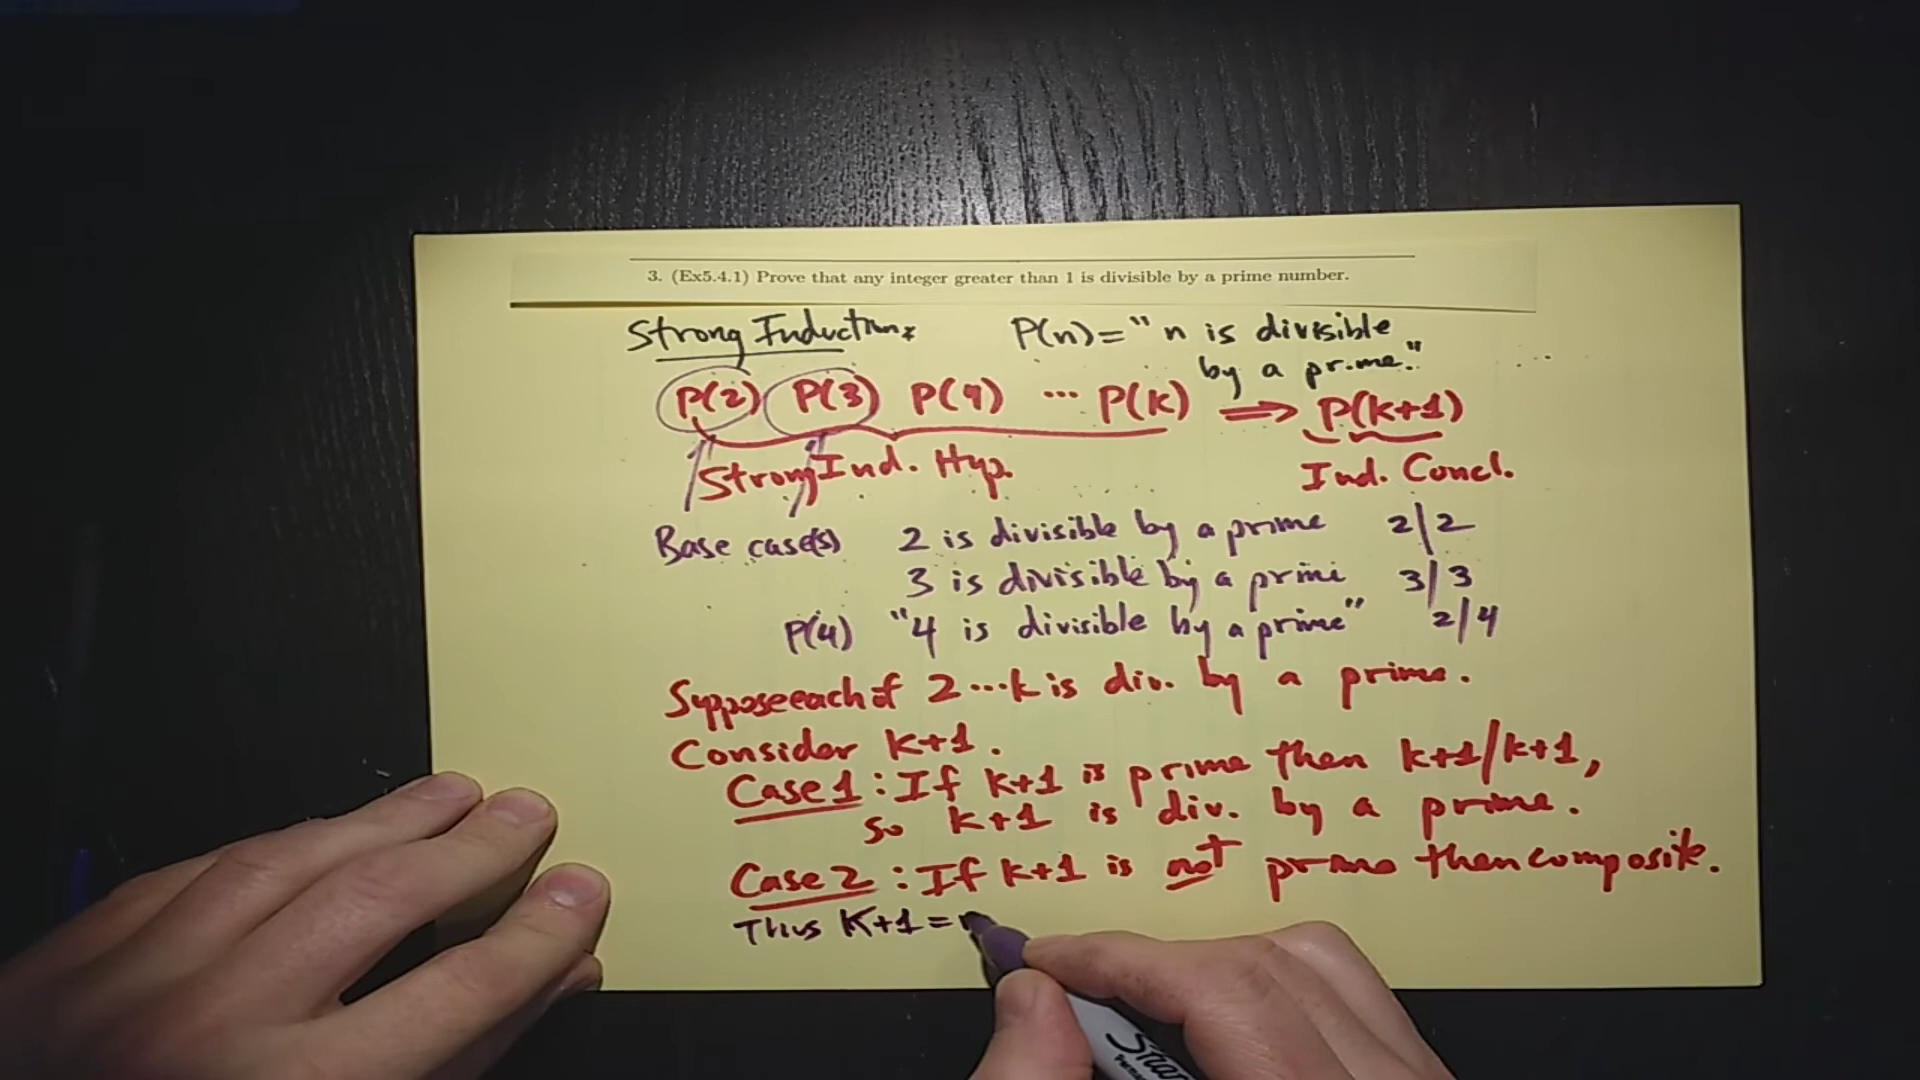 3. (Ex5.4.1) Prove that any integer greater than 1 is divisible by a prime number.
Strong Induction: P(n)="n is divisible
by a prime."
P(2) P(3) P(4) ... P(k) ⟹ P(k+1)
Strong Ind. Hyp. Ind. Concl.
Base case(s) 2 is divisible by a prime 2|2
3 is divisible by a prime 3|3
P(4) "4 is divisible by a prime" 2|4
Suppose each of 2...k is div. by a prime.
Consider k+1.
Case 1: If k+1 is prime then k+1/k+1,
so k+1 is div. by a prime.
Case 2: If k+1 is not prime then composite.
Thus K+1=